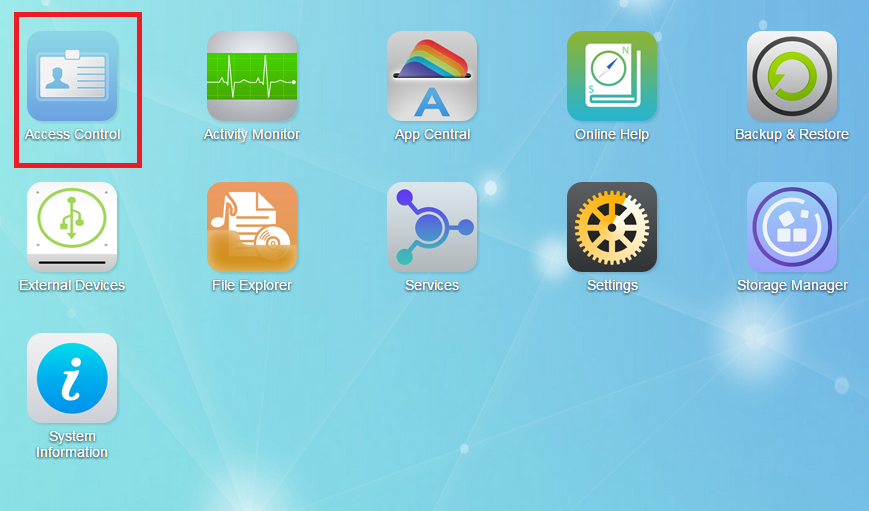 Access Control
Activity Monitor
App Central
N
S
Online Help
Backup & Restore
External Devices
File Explorer
Services
Settings
Storage Manager
i
System
Information